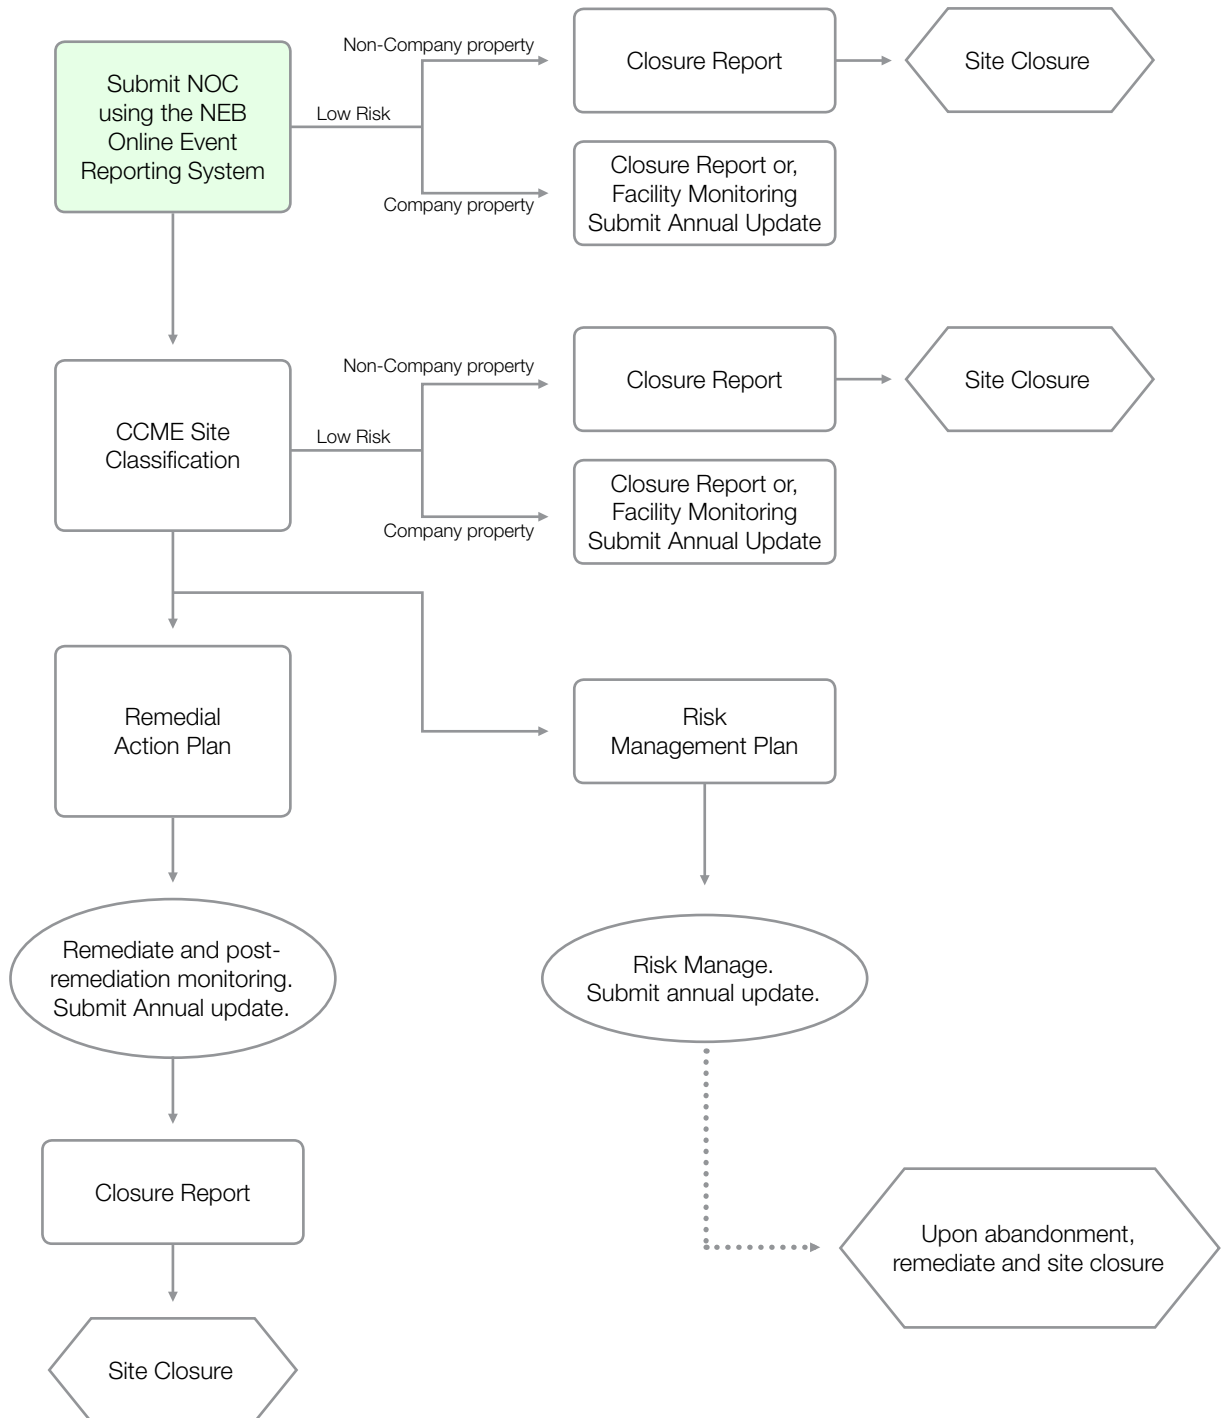 Submit NOC
using the NEB
Online Event
Reporting System
Low Risk
Non-Company property
Company property
Closure Report
Site Closure
Closure Report or,
Facility Monitoring
Submit Annual Update
CCME Site
Classification
Low Risk
Non-Company property
Company property
Closure Report
Site Closure
Closure Report or,
Facility Monitoring
Submit Annual Update
Remedial
Action Plan
Risk
Management Plan
Remediate and post-
remediation monitoring.
Submit Annual update.
Risk Manage.
Submit annual update.
Closure Report
Upon abandonment,
remediate and site closure
Site Closure